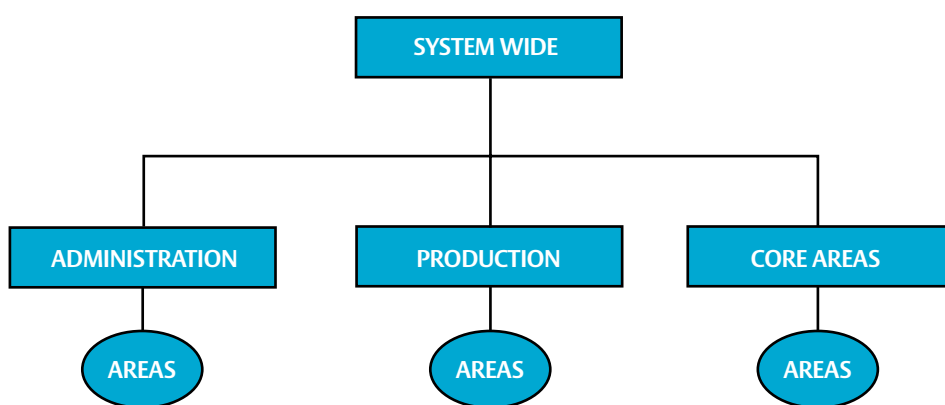 SYSTEM WIDE
ADMINISTRATION
PRODUCTION
CORE AREAS
AREAS
AREAS
AREAS